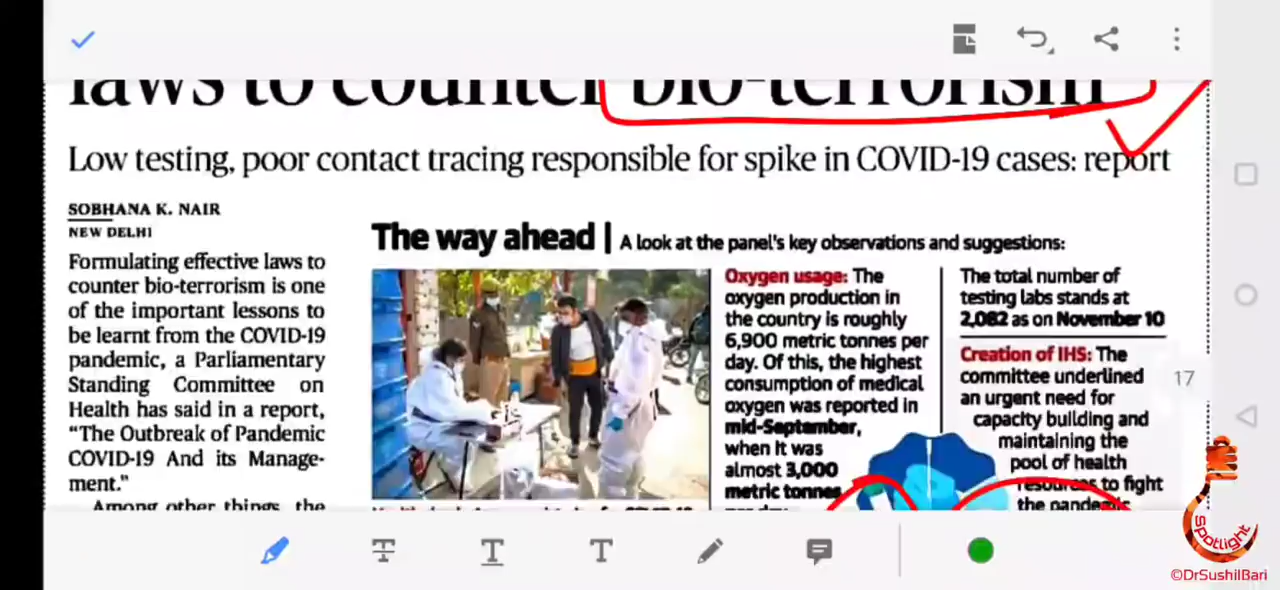 laws to counter bio-terrorism
Low testing, poor contact tracing responsible for spike in COVID-19 cases: report
SOBHANA K. NAIR
NEW DELHI
Formulating effective laws to
counter bio-terrorism is one
of the important lessons to
be learnt from the COVID-19
pandemic, a Parliamentary
Standing Committee on
Health has said in a report,
“The Outbreak of Pandemic
COVID-19 And its Manage-
ment.”
Among other things, the
The way ahead | A look at the panel's key observations and suggestions:
Oxygen usage: The
oxygen production in
the country is roughly
6,900 metric tonnes per
day. Of this, the highest
consumption of medical
oxygen was reported in
mid-September,
when it was
almost 3,000
metric tonnes
per day
The total number of
testing labs stands at
2,082 as on November 10
Creation of IHS: The
committee underlined
an urgent need for
capacity building and
maintaining the
pool of health
resources to fight
the pandemic
17
T
T
T
Spotlight
©DrSushilBari